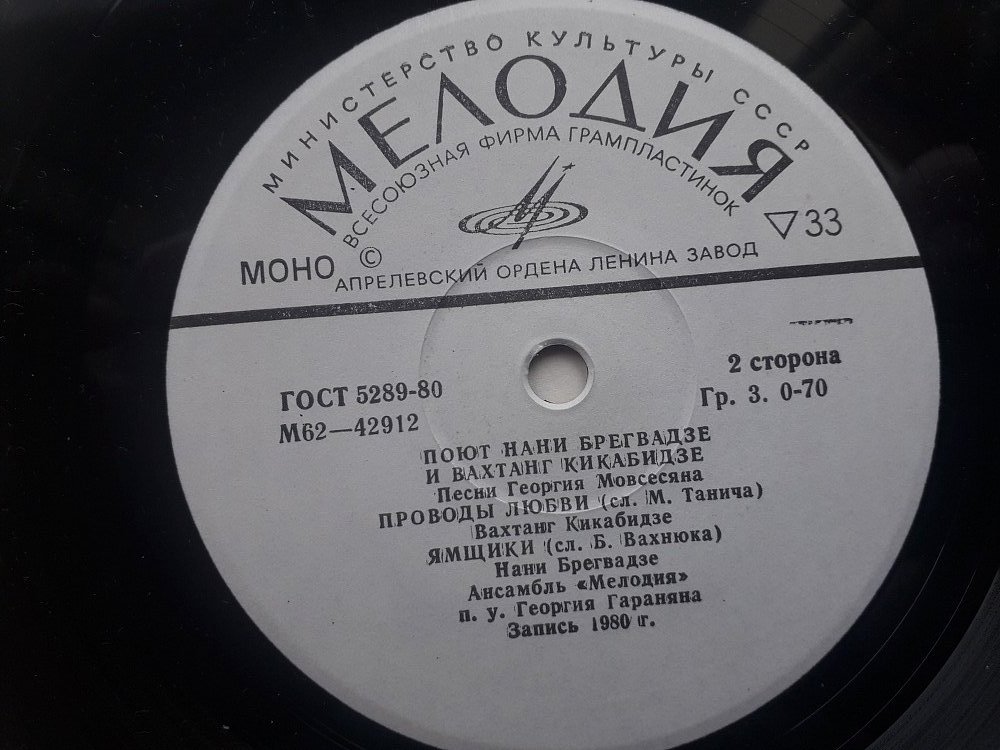 МИНИСТЕРСТВО КУЛЬТУРЫ СССР
МЕЛОДИЯ
ВСЕСОЮЗНАЯ ФИРМА ГРАМПЛАСТИНОК
МОНО © ▽33
АПРЕЛЕВСКИЙ ОРДЕНА ЛЕНИНА ЗАВОД
2 сторона
ГОСТ 5289-80
Гр. 3. 0-70
М62—42912
ПОЮТ НАНИ БРЕГВАДЗЕ
И ВАХТАНГ КИКАБИДЗЕ
Песни Георгия Мовсесяна
ПРОВОДЫ ЛЮБВИ (сл. М. Танича)
Вахтанг Кикабидзе
ЯМЩИКИ (сл. Б. Вахнюка)
Нани Брегвадзе
Ансамбль «Мелодия»
п. у. Георгия Гараняна
Запись 1980 г.